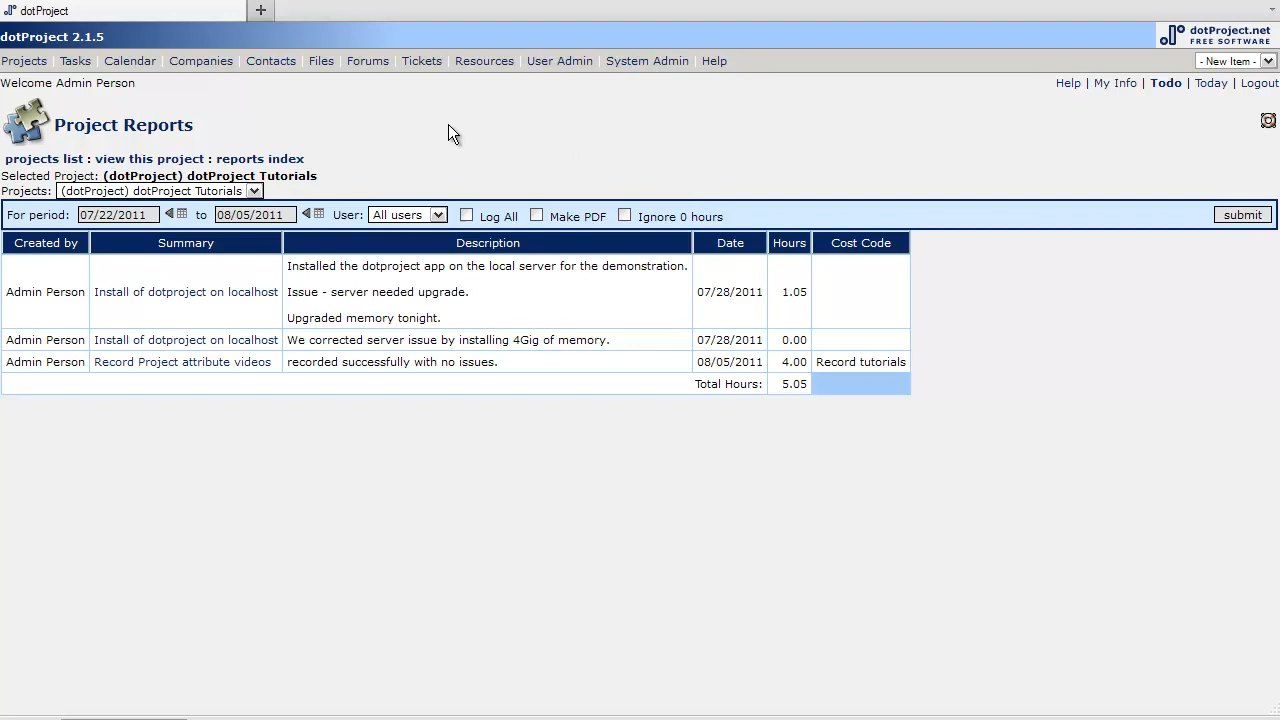 dotProject
dotProject 2.1.5
dotProject.net
FREE SOFTWARE
Projects Tasks Calendar Companies Contacts Files Forums Tickets Resources User Admin System Admin Help - New Item -
Welcome Admin Person Help | My Info | Todo | Today | Logout
Project Reports
projects list : view this project : reports index
Selected Project: (dotProject) dotProject Tutorials
Projects: (dotProject) dotProject Tutorials
For period: 07/22/2011 to 08/05/2011 User: All users Log All Make PDF Ignore 0 hours submit
Created by Summary Description Date Hours Cost Code
Installed the dotproject app on the local server for the demonstration.
Admin Person Install of dotproject on localhost Issue - server needed upgrade. 07/28/2011 1.05
Upgraded memory tonight.
Admin Person Install of dotproject on localhost We corrected server issue by installing 4Gig of memory. 07/28/2011 0.00
Admin Person Record Project attribute videos recorded successfully with no issues. 08/05/2011 4.00 Record tutorials
Total Hours: 5.05